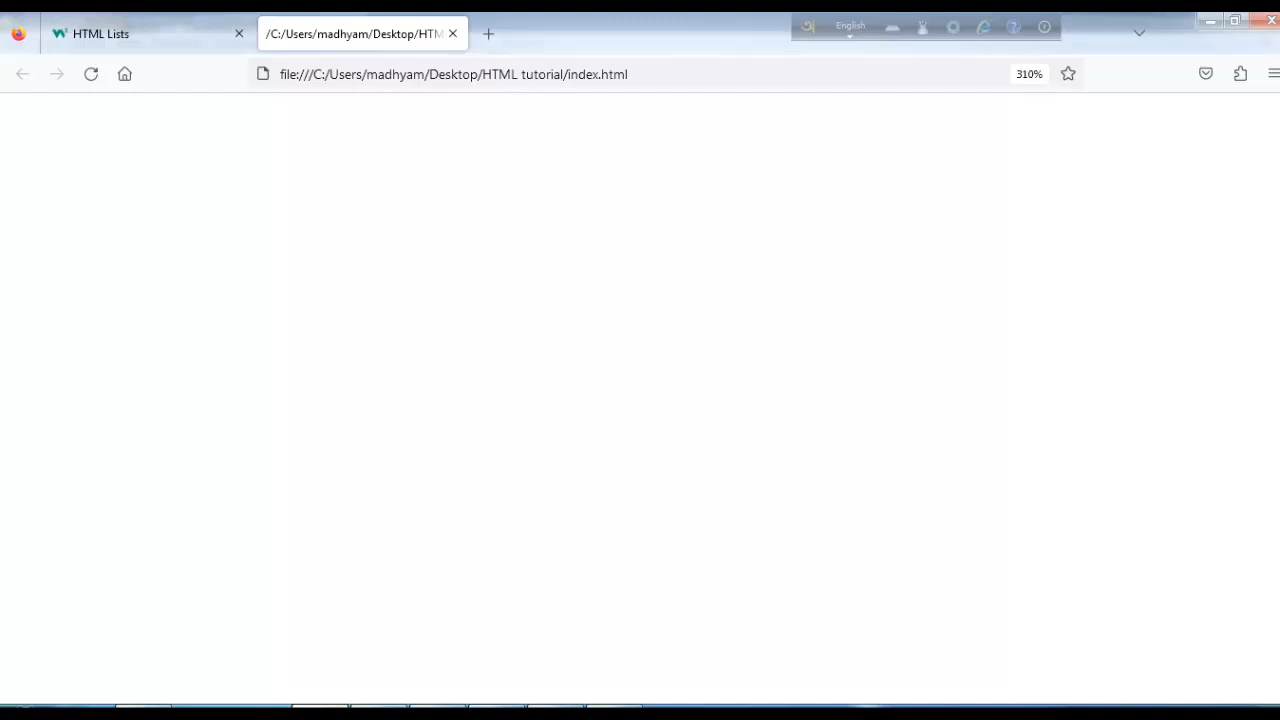 HTML Lists
/C:/Users/madhyam/Desktop/HTM
English
file:///C:/Users/madhyam/Desktop/HTML tutorial/index.html
310%